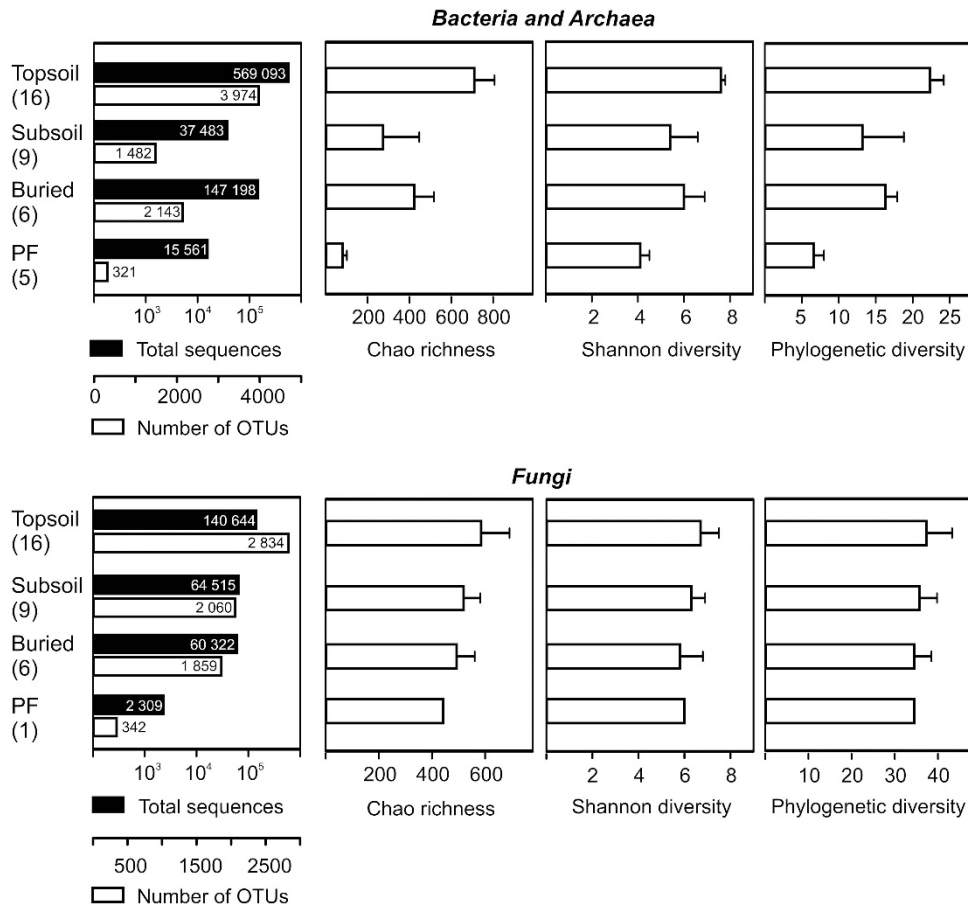 Bacteria and Archaea
Topsoil
(16)
569 093
3 974
Subsoil
(9)
37 483
1 482
Buried
(6)
147 198
2 143
PF
(5)
15 561
321
10³ 10⁴ 10⁵
Total sequences
0 2000 4000
Number of OTUs
200 400 600 800
Chao richness
2 4 6 8
Shannon diversity
5 10 15 20 25
Phylogenetic diversity
Fungi
Topsoil
(16)
140 644
2 834
Subsoil
(9)
64 515
2 060
Buried
(6)
60 322
1 859
PF
(1)
2 309
342
10³ 10⁴ 10⁵
Total sequences
500 1500 3000
Number of OTUs
200 400 600
Chao richness
2 4 6 8
Shannon diversity
10 20 30 40
Phylogenetic diversity